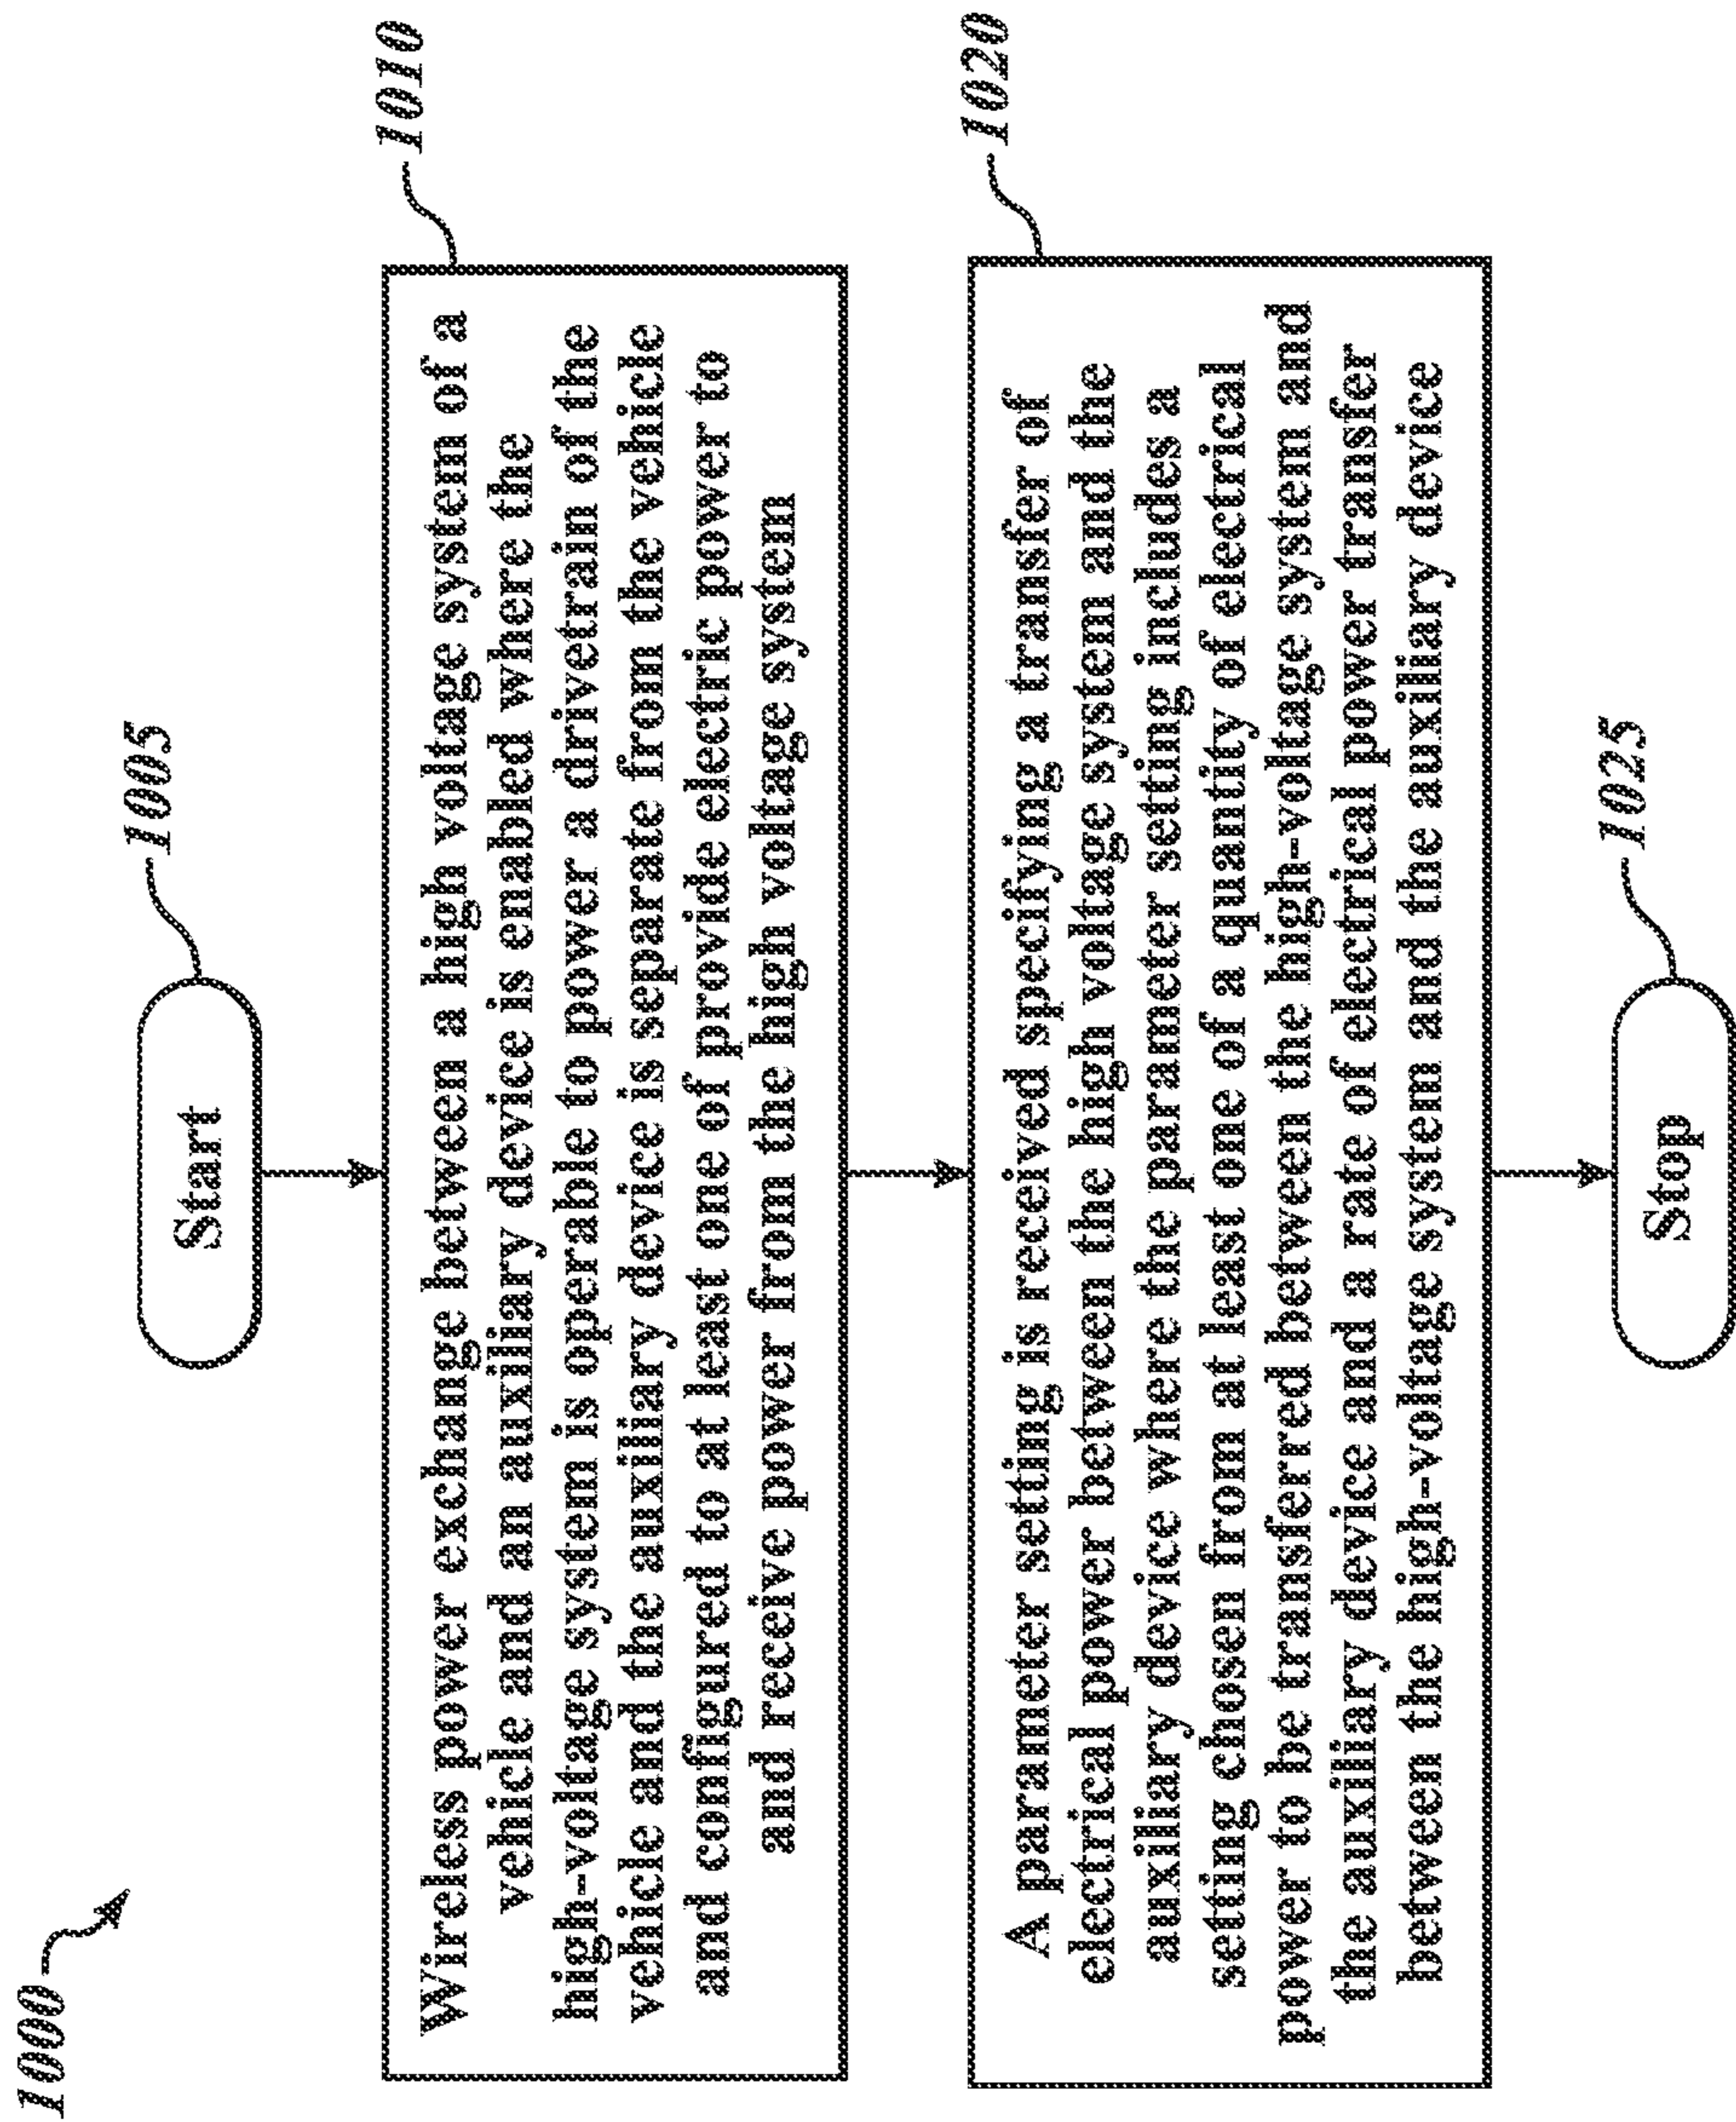 1000
Start
1005
Wireless power exchange between a high voltage system of a
vehicle and an auxiliary device is enabled where the
high-voltage system is operable to power a drivetrain of the
vehicle and the auxiliary device is separate from the vehicle
and configured to at least one of provide electric power to
and receive power from the high voltage system
1010
A parameter setting is received specifying a transfer of
electrical power between the high voltage system and the
auxiliary device where the parameter setting includes a
setting chosen from at least one of a quantity of electrical
power to be transferred between the high-voltage system and
the auxiliary device and a rate of electrical power transfer
between the high-voltage system and the auxiliary device
1020
Stop
1025